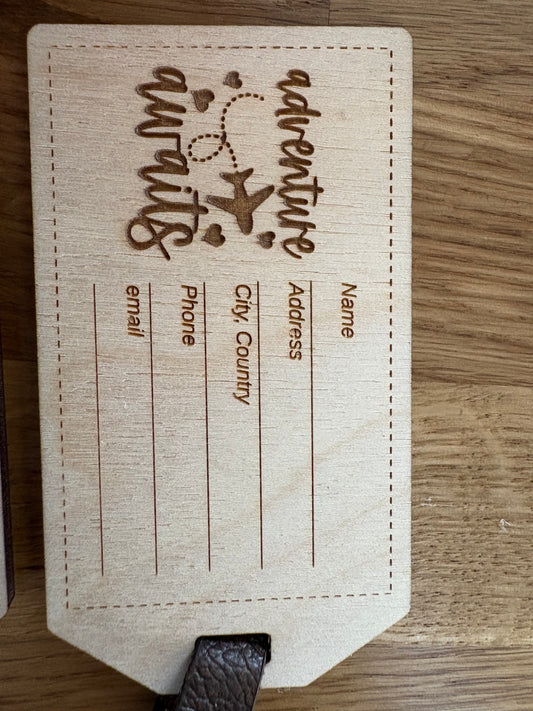 adventure
awaits
Name
Address
City, Country
Phone
email